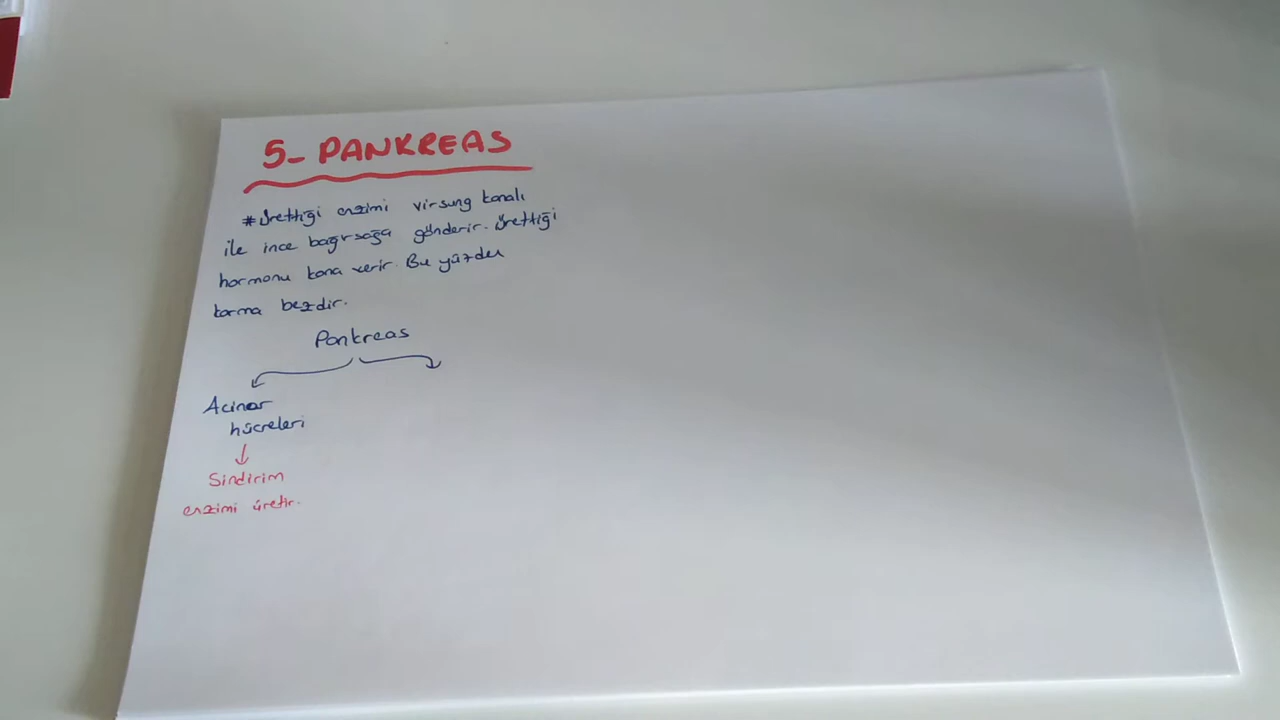 5- PANKREAS
# Ürettiği enzimi virsung kanalı
ile ince bağırsağa gönderir. Ürettiği
hormonu kana verir. Bu yüzden
karma bezdir.
Pankreas
Acinar
hücreleri
Sindirim
enzimi üretir.